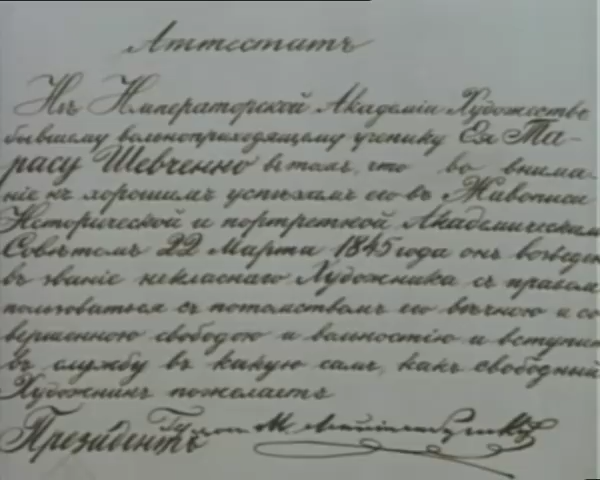 Аттестатъ
Изъ Императорской Академіи Художествъ
бывшему вольноприходящему ученику Ея Та-
расу Шевченко въ томъ, что во внима-
ніе къ хорошимъ успѣхамъ его въ Живописи
Исторической и портретной Академическимъ
Совѣтомъ 22 Марта 1845 года онъ возведенъ
въ званіе некласнаго Художника съ правомъ
пользоваться съ потомствомъ его вѣчною и со
вершенною свободою и вольностію и вступит
въ службу въ какую самъ, какъ свободный
Художникъ пожелаетъ
Президентъ